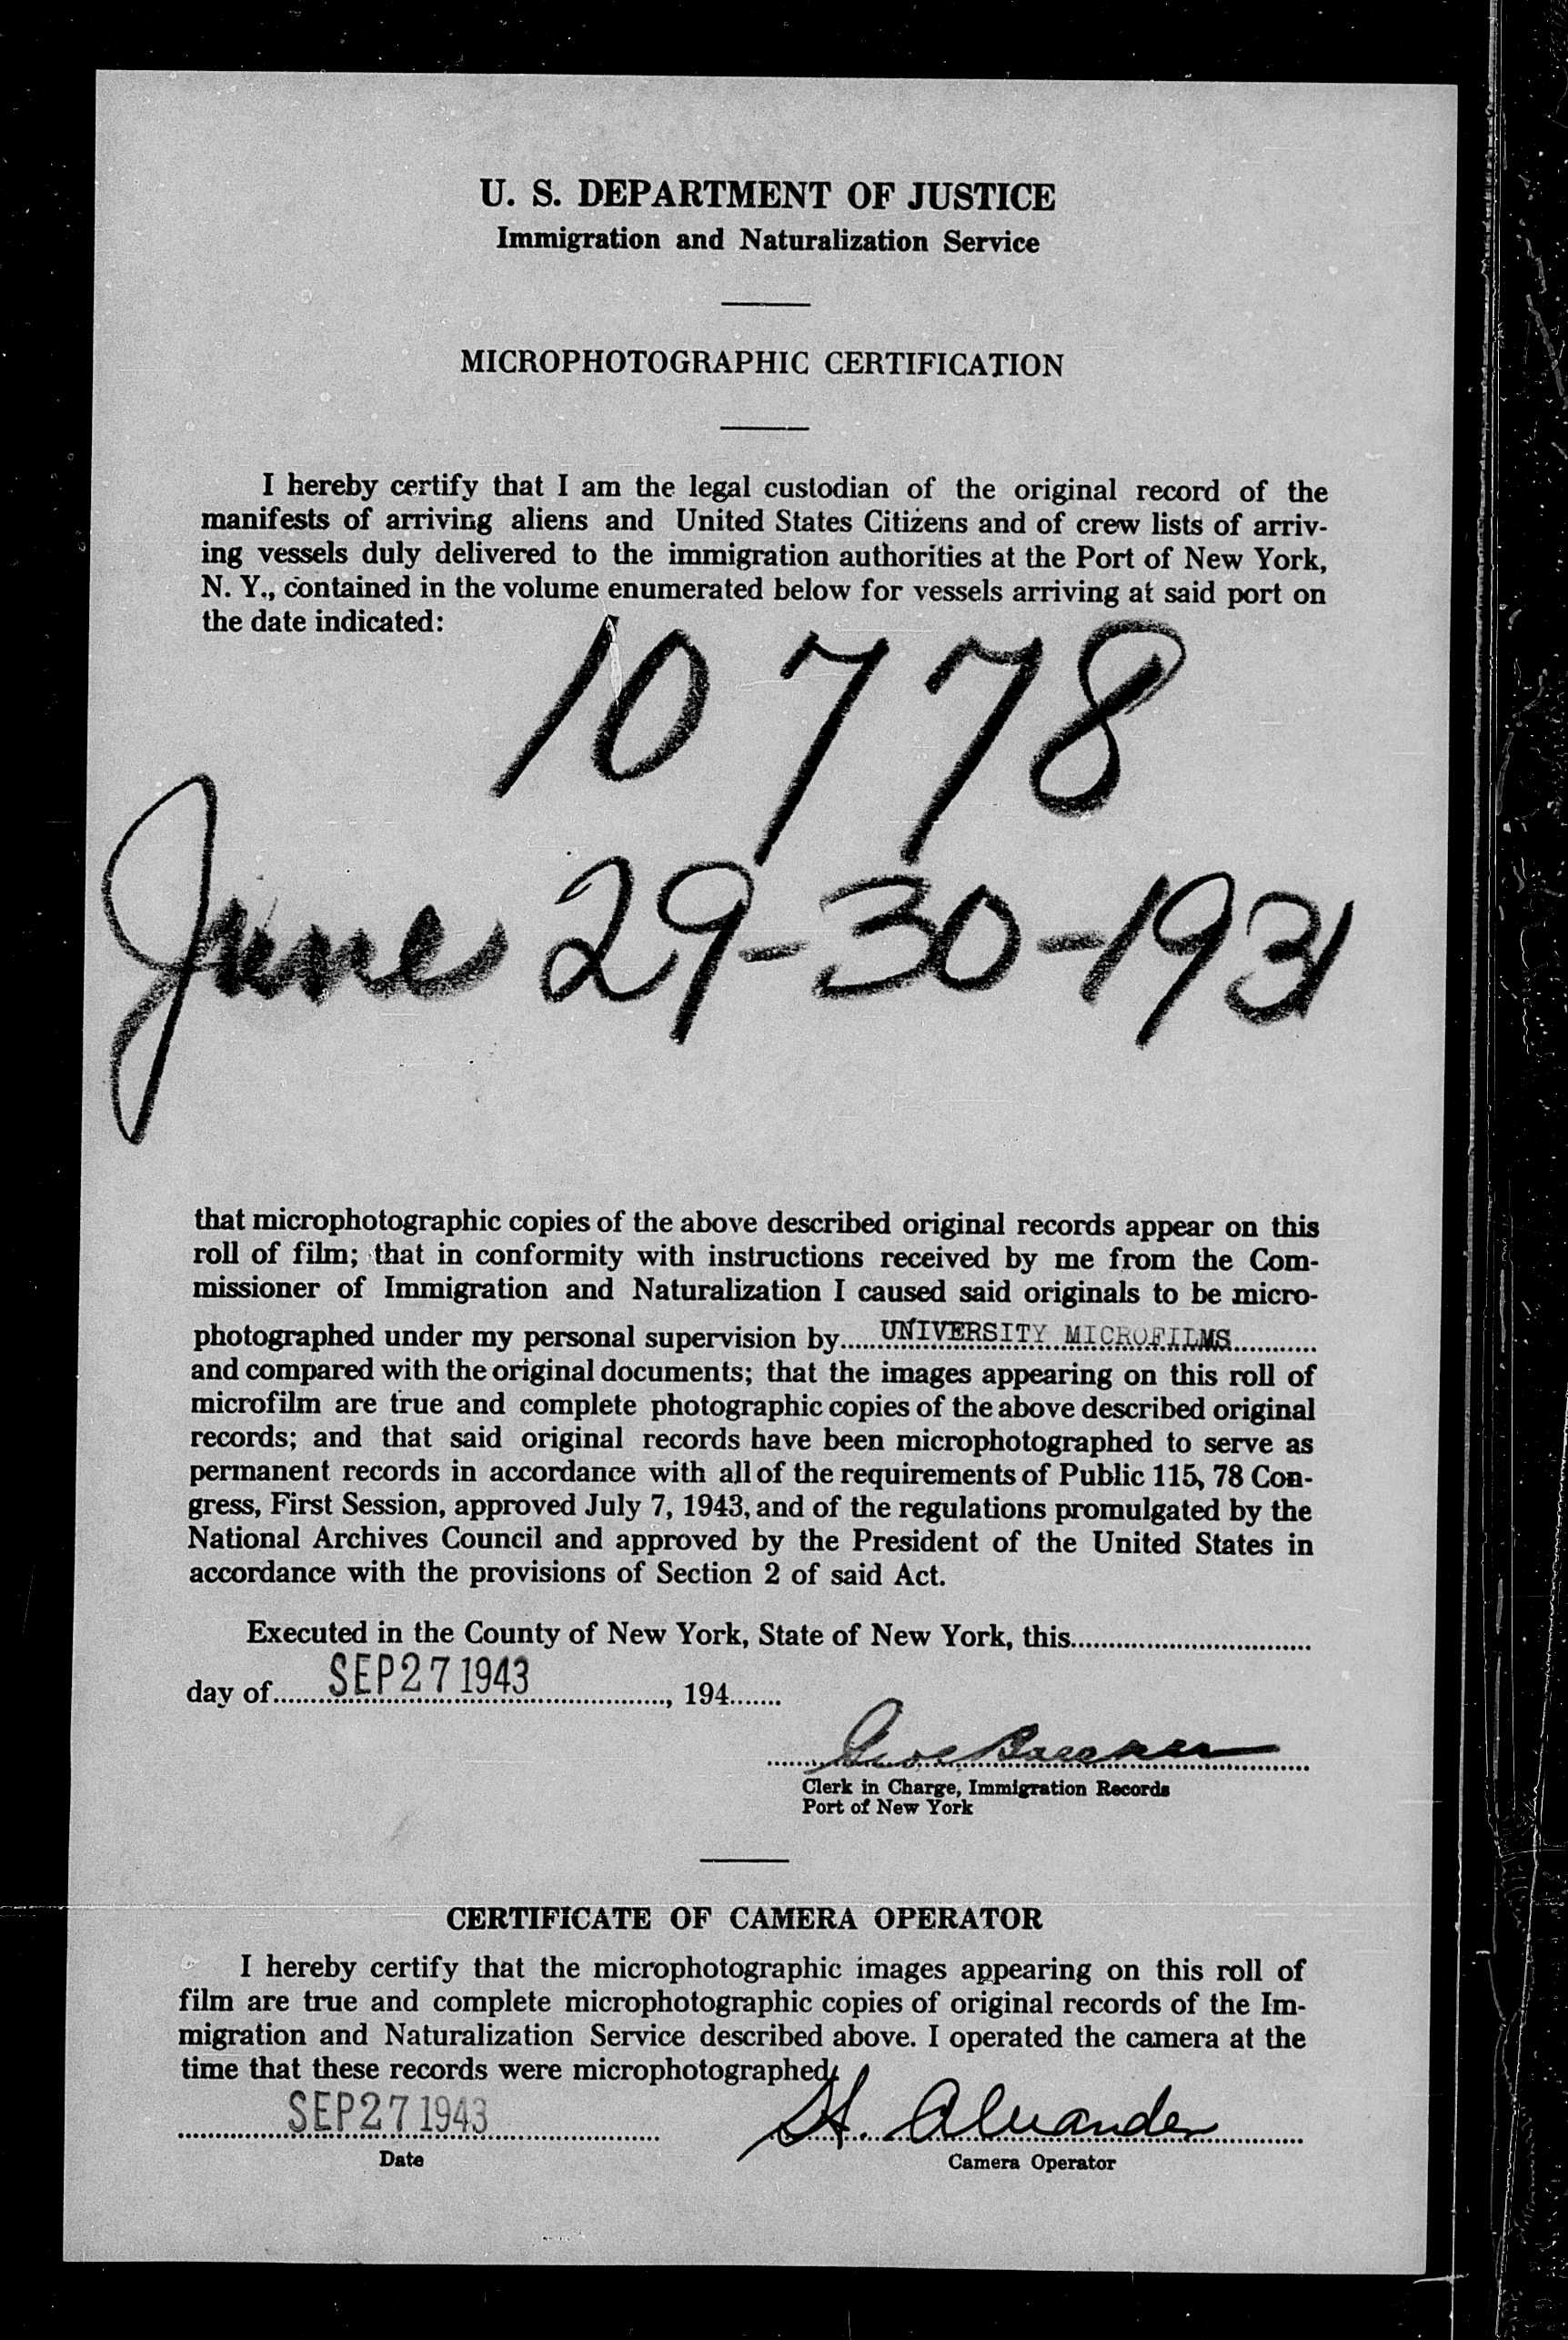 U. S. DEPARTMENT OF JUSTICE
Immigration and Naturalization Service
MICROPHOTOGRAPHIC CERTIFICATION
I hereby certify that I am the legal custodian of the original record of the
manifests of arriving aliens and United States Citizens and of crew lists of arriv-
ing vessels duly delivered to the immigration authorities at the Port of New York,
N. Y., contained in the volume enumerated below for vessels arriving at said port on
the date indicated:
10778
June 29-30-1931
that microphotographic copies of the above described original records appear on this
roll of film; that in conformity with instructions received by me from the Com-
missioner of Immigration and Naturalization I caused said originals to be micro-
photographed under my personal supervision by UNIVERSITY MICROFILMS
and compared with the original documents; that the images appearing on this roll of
microfilm are true and complete photographic copies of the above described original
records; and that said original records have been microphotographed to serve as
permanent records in accordance with all of the requirements of Public 115, 78 Con-
gress, First Session, approved July 7, 1943, and of the regulations promulgated by the
National Archives Council and approved by the President of the United States in
accordance with the provisions of Section 2 of said Act.
Executed in the County of New York, State of New York, this
day of SEP 27 1943, 194
Clerk in Charge, Immigration Records
Port of New York
CERTIFICATE OF CAMERA OPERATOR
I hereby certify that the microphotographic images appearing on this roll of
film are true and complete microphotographic copies of original records of the Im-
migration and Naturalization Service described above. I operated the camera at the
time that these records were microphotographed.
SEP 27 1943 H. Alexander
Date Camera Operator